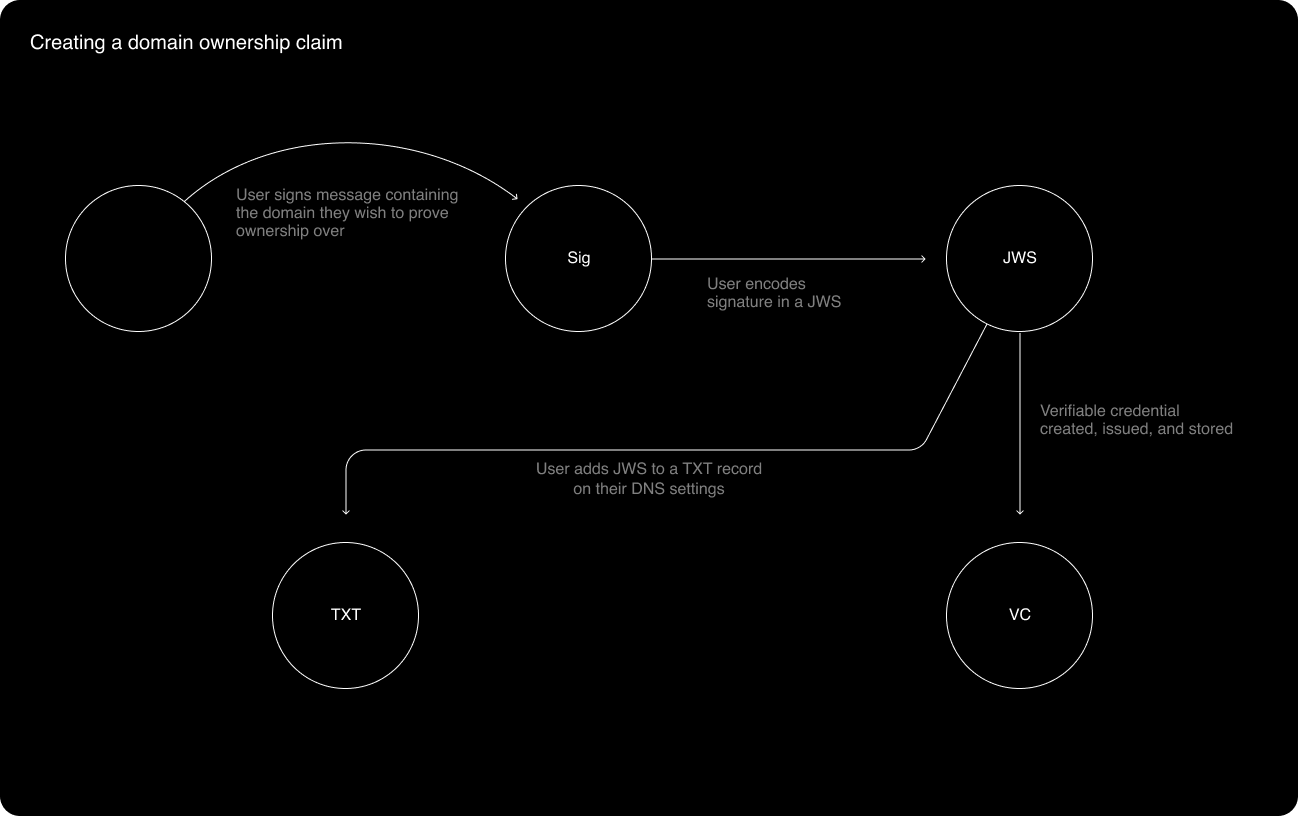 Creating a domain ownership claim
User signs message containing
the domain they wish to prove
ownership over
Sig
User encodes
signature in a JWS
JWS
Verifiable credential
created, issued, and stored
User adds JWS to a TXT record
on their DNS settings
TXT
VC